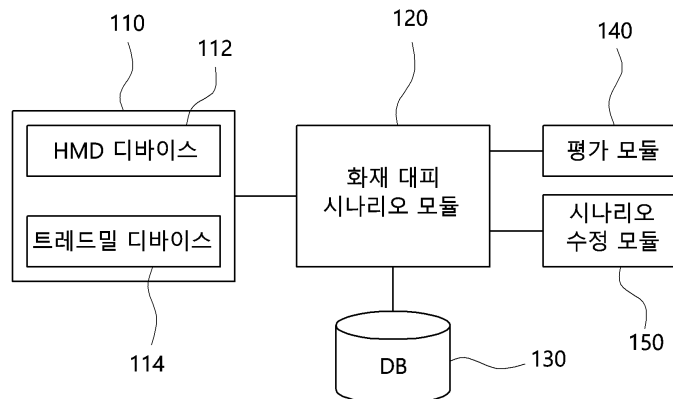 110
112
120
140
HMD 디바이스
트레드밀 디바이스
화재 대피
시나리오 모듈
평가 모듈
시나리오
수정 모듈
114
DB
130
150